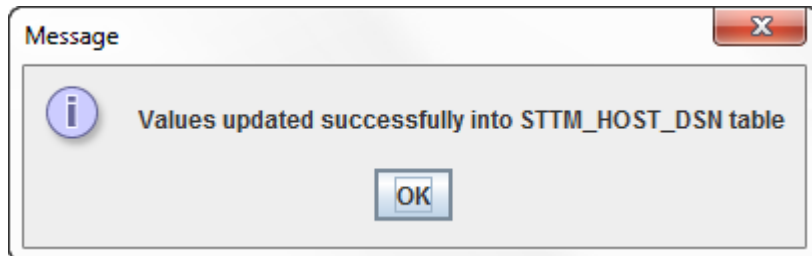 Message
Values updated successfully into STTM_HOST_DSN table
OK